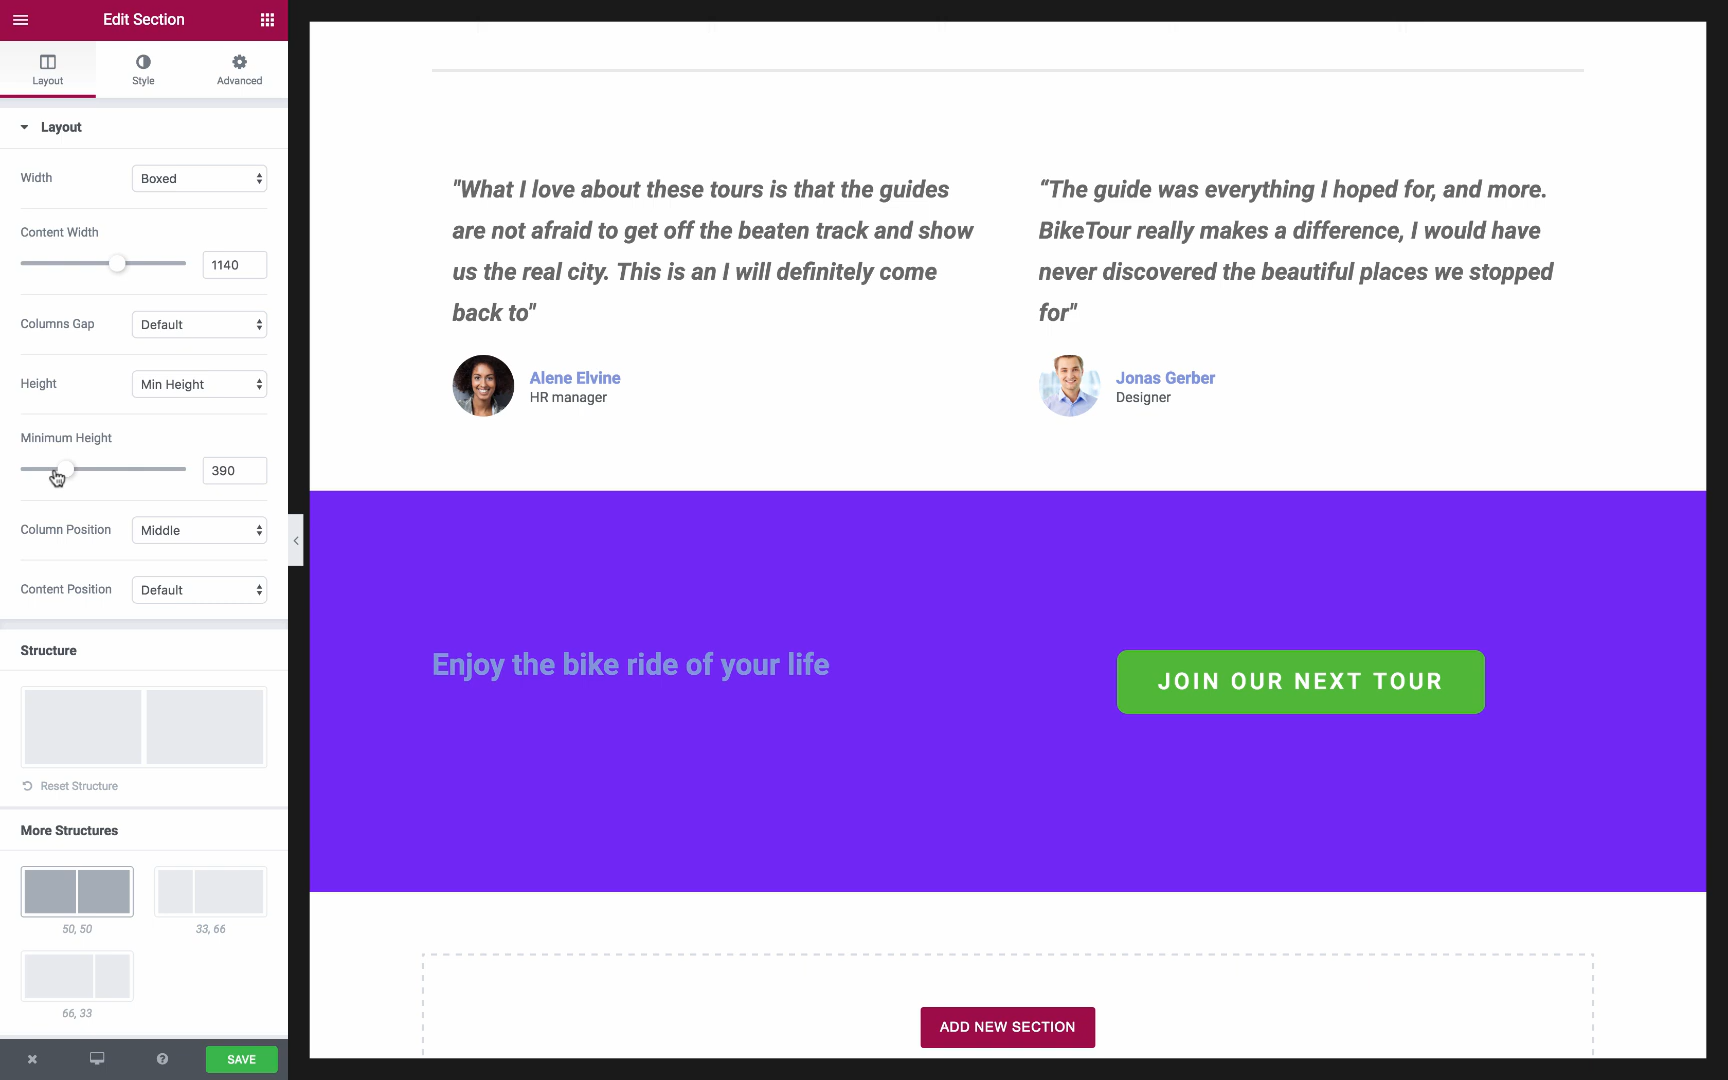 Edit Section
Layout
Style
Advanced
Layout
Width
Boxed
Content Width
1140
Columns Gap
Default
Height
Min Height
Minimum Height
390
Column Position
Middle
Content Position
Default
Structure
Reset Structure
More Structures
50, 50
33, 66
66, 33
SAVE
"What I love about these tours is that the guides
are not afraid to get off the beaten track and show
us the real city. This is an I will definitely come
back to"
Alene Elvine
HR manager
“The guide was everything I hoped for, and more.
BikeTour really makes a difference, I would have
never discovered the beautiful places we stopped
for"
Jonas Gerber
Designer
Enjoy the bike ride of your life
JOIN OUR NEXT TOUR
ADD NEW SECTION